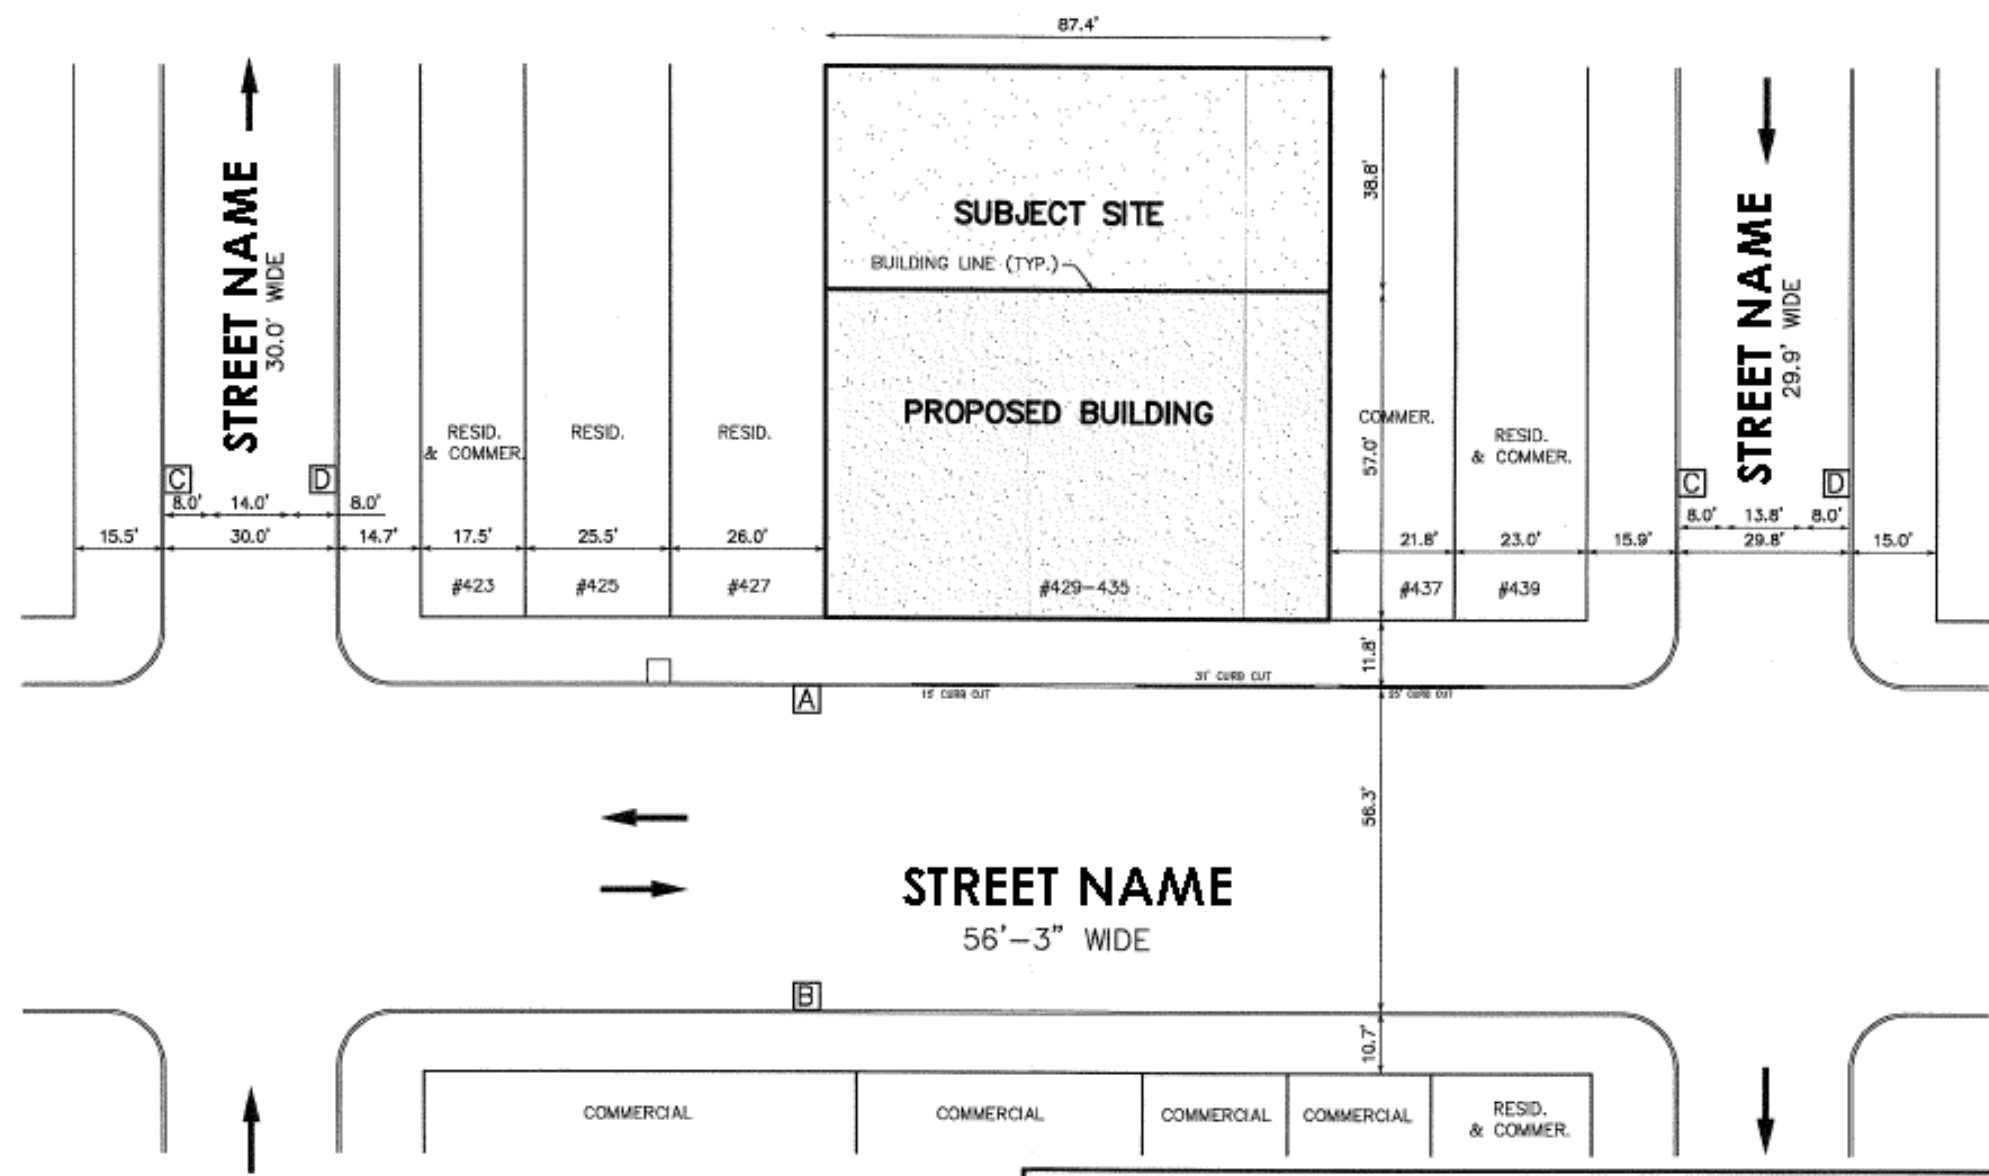 87.4'
SUBJECT SITE
BUILDING LINE (TYP.)
38.8'
STREET NAME
30.0' WIDE
STREET NAME
29.9' WIDE
PROPOSED BUILDING
RESID.
& COMMER.
RESID.
RESID.
COMMER.
57.0'
RESID.
& COMMER.
C
D
C
D
8.0'
14.0'
8.0'
8.0'
13.8'
8.0'
15.5'
30.0'
14.7'
17.5'
25.5'
26.0'
21.8'
23.0'
15.9'
29.8'
15.0'
#423
#425
#427
#429-435
#437
#439
11.8'
A
15' CURB CUT
31' CURB CUT
25' CURB CUT
56.3'
STREET NAME
56'-3" WIDE
B
10.7'
COMMERCIAL
COMMERCIAL
COMMERCIAL
COMMERCIAL
RESID.
& COMMER.